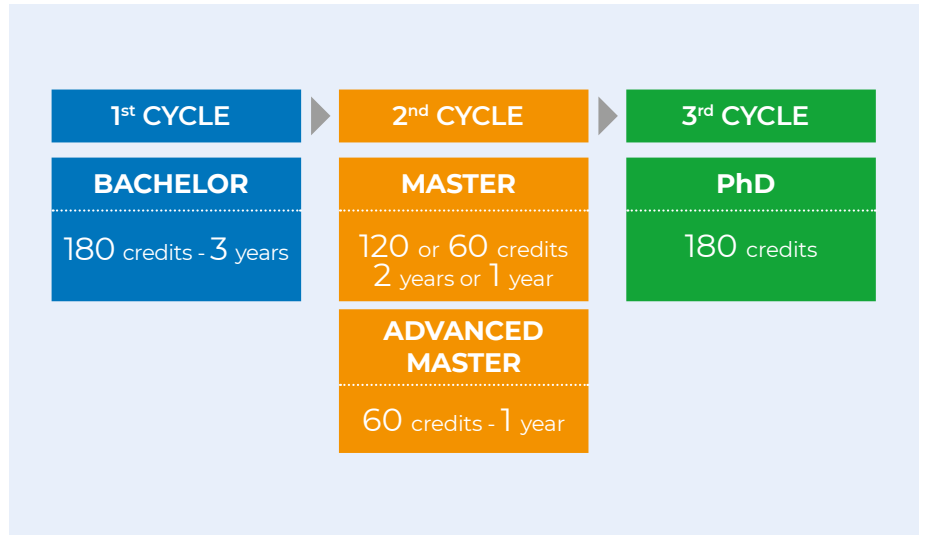 1st CYCLE
2nd CYCLE
3rd CYCLE
BACHELOR
180 credits - 3 years
MASTER
120 or 60 credits
2 years or 1 year
PhD
180 credits
ADVANCED
MASTER
60 credits - 1 year